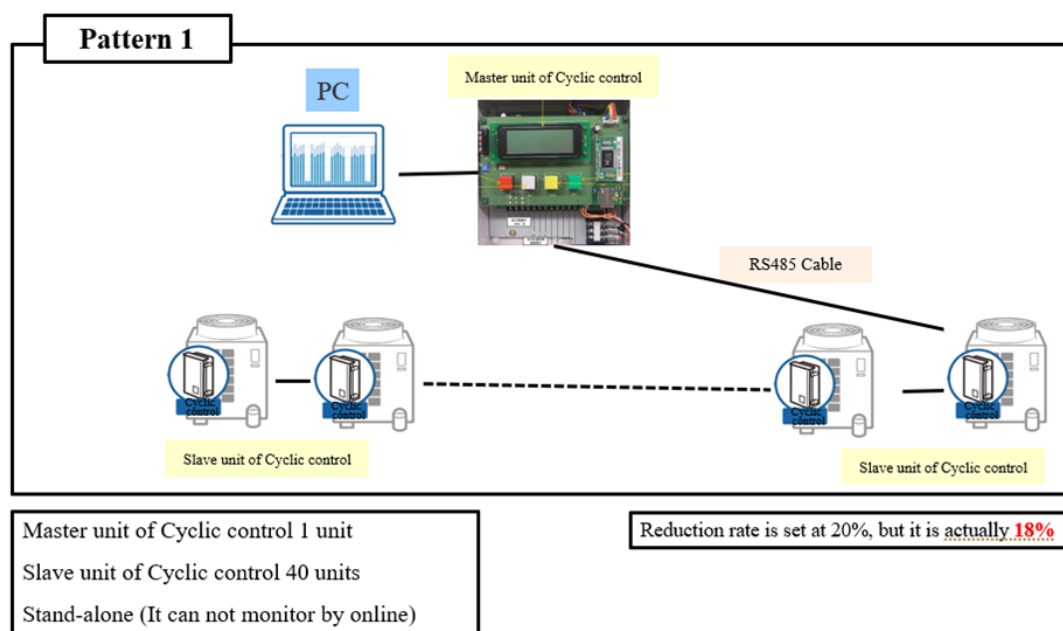 Pattern 1
Master unit of Cyclic control
PC
RS485 Cable
Cyclic
control
Cyclic
control
Cyclic
control
Cyclic
control
Slave unit of Cyclic control
Slave unit of Cyclic control
Master unit of Cyclic control 1 unit
Slave unit of Cyclic control 40 units
Stand-alone (It can not monitor by online)
Reduction rate is set at 20%, but it is actually 18%